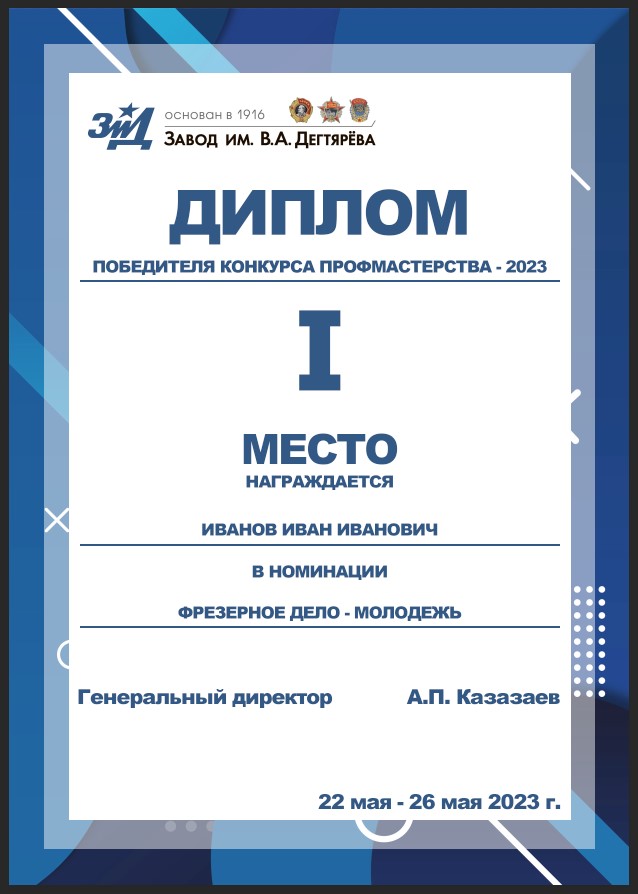 ЗиД
основан в 1916
Завод им. В.А. Дегтярёва
ДИПЛОМ
ПОБЕДИТЕЛЯ КОНКУРСА ПРОФМАСТЕРСТВА - 2023
I
МЕСТО
НАГРАЖДАЕТСЯ
ИВАНОВ ИВАН ИВАНОВИЧ
В НОМИНАЦИИ
ФРЕЗЕРНОЕ ДЕЛО - МОЛОДЕЖЬ
Генеральный директор А.П. Казазаев
22 мая - 26 мая 2023 г.